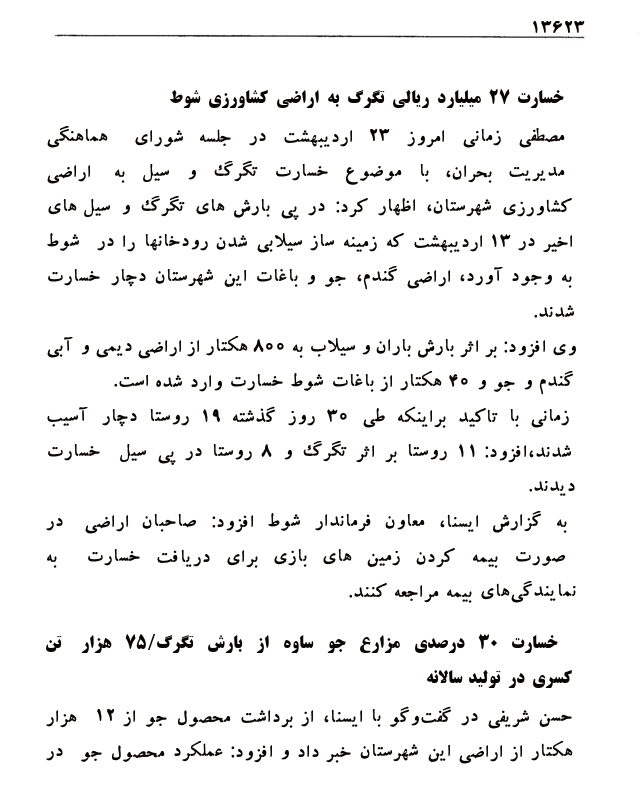 ۱۳۶۲۳
خسارت ۲۷ میلیارد ریالی تگرگ به اراضی کشاورزی شوط
مصطفی زمانی امروز ۲۳ اردیبهشت در جلسه شورای هماهنگی
مدیریت بحران، با موضوع خسارت تگرگ و سیل به اراضی
کشاورزی شهرستان، اظهار کرد: در پی بارش های تگرگ و سیل های
اخیر در ۱۳ اردیبهشت که زمینه ساز سیلابی شدن رودخانها را در شوط
به وجود آورد، اراضی گندم، جو و باغات این شهرستان دچار خسارت
شدند.
وی افزود: بر اثر بارش باران و سیلاب به ۸۰۰ هکتار از اراضی دیمی و آبی
گندم و جو و ۴۰ هکتار از باغات شوط خسارت وارد شده است.
زمانی با تاکید براینکه طی ۳۰ روز گذشته ۱۹ روستا دچار آسیب
شدند،افزود: ۱۱ روستا بر اثر تگرگ و ۸ روستا در پی سیل خسارت
دیدند.
به گزارش ایسنا، معاون فرماندار شوط افزود: صاحبان اراضی در
صورت بیمه کردن زمین های بازی برای دریافت خسارت به
نمایندگی‌های بیمه مراجعه کنند.
خسارت ۳۰ درصدی مزارع جو ساوه از بارش تگرگ/۷۵ هزار تن
کسری در تولید سالانه
حسن شریفی در گفت‌وگو با ایسنا، از برداشت محصول جو از ۱۲ هزار
هکتار از اراضی این شهرستان خبر داد و افزود: عملکرد محصول جو در